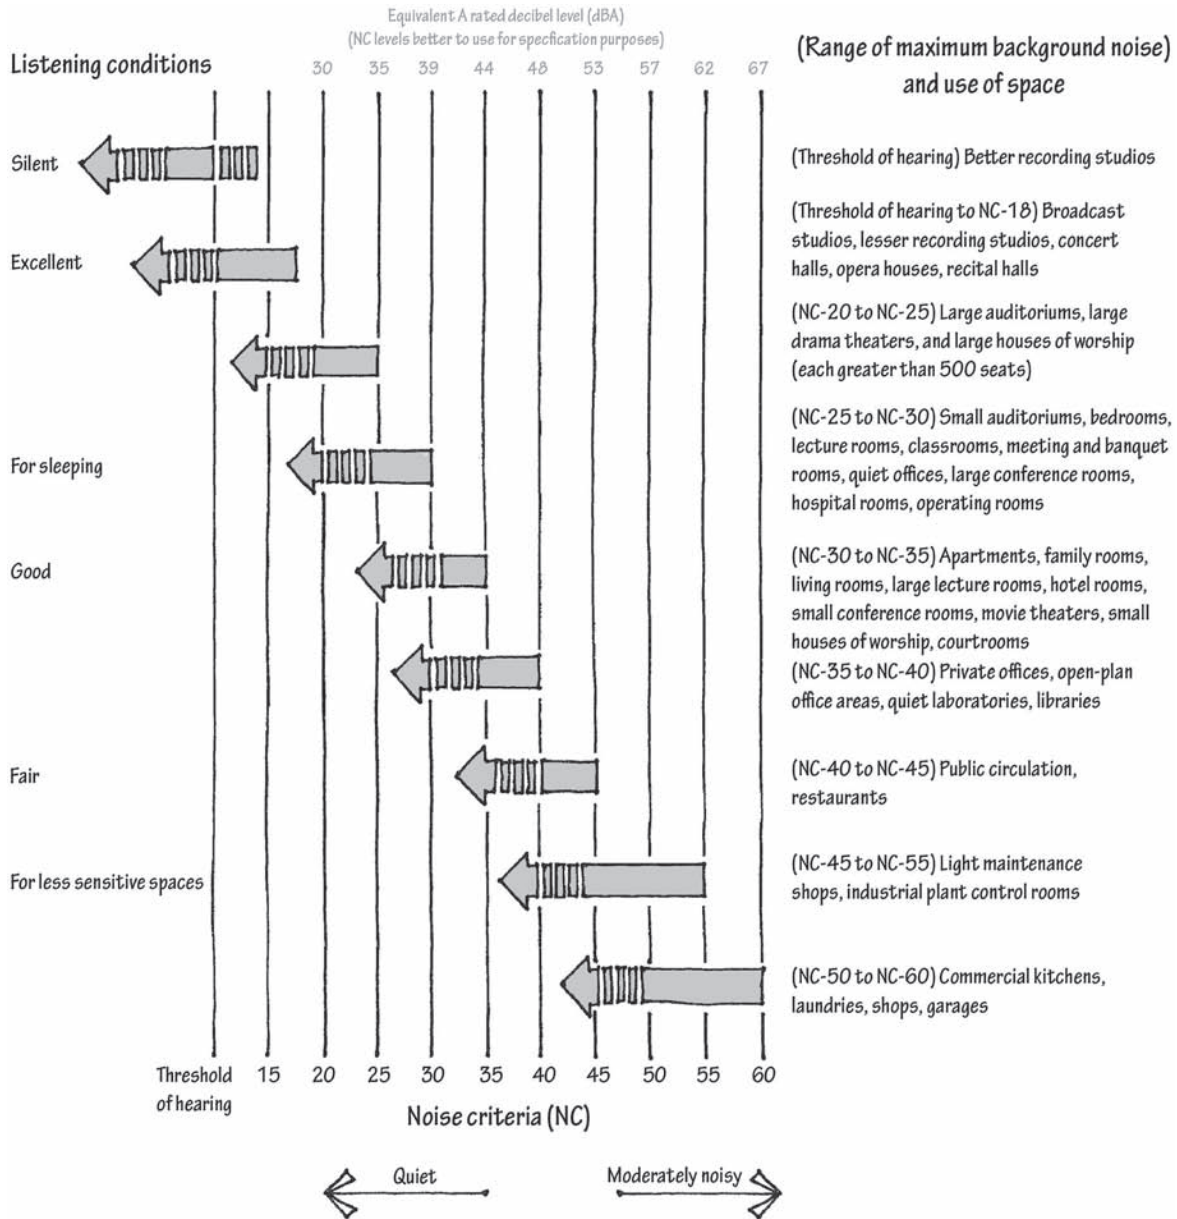 Equivalent A rated decibel level (dBA)
(NC levels better to use for specfication purposes)
Listening conditions
30 35 39 44 48 53 57 62 67
(Range of maximum background noise)
and use of space
Silent
(Threshold of hearing) Better recording studios
Excellent
(Threshold of hearing to NC-18) Broadcast
studios, lesser recording studios, concert
halls, opera houses, recital halls
(NC-20 to NC-25) Large auditoriums, large
drama theaters, and large houses of worship
(each greater than 500 seats)
For sleeping
(NC-25 to NC-30) Small auditoriums, bedrooms,
lecture rooms, classrooms, meeting and banquet
rooms, quiet offices, large conference rooms,
hospital rooms, operating rooms
Good
(NC-30 to NC-35) Apartments, family rooms,
living rooms, large lecture rooms, hotel rooms,
small conference rooms, movie theaters, small
houses of worship, courtrooms
(NC-35 to NC-40) Private offices, open-plan
office areas, quiet laboratories, libraries
Fair
(NC-40 to NC-45) Public circulation,
restaurants
For less sensitive spaces
(NC-45 to NC-55) Light maintenance
shops, industrial plant control rooms
(NC-50 to NC-60) Commercial kitchens,
laundries, shops, garages
Threshold
of hearing
15 20 25 30 35 40 45 50 55 60
Noise criteria (NC)
Quiet
Moderately noisy